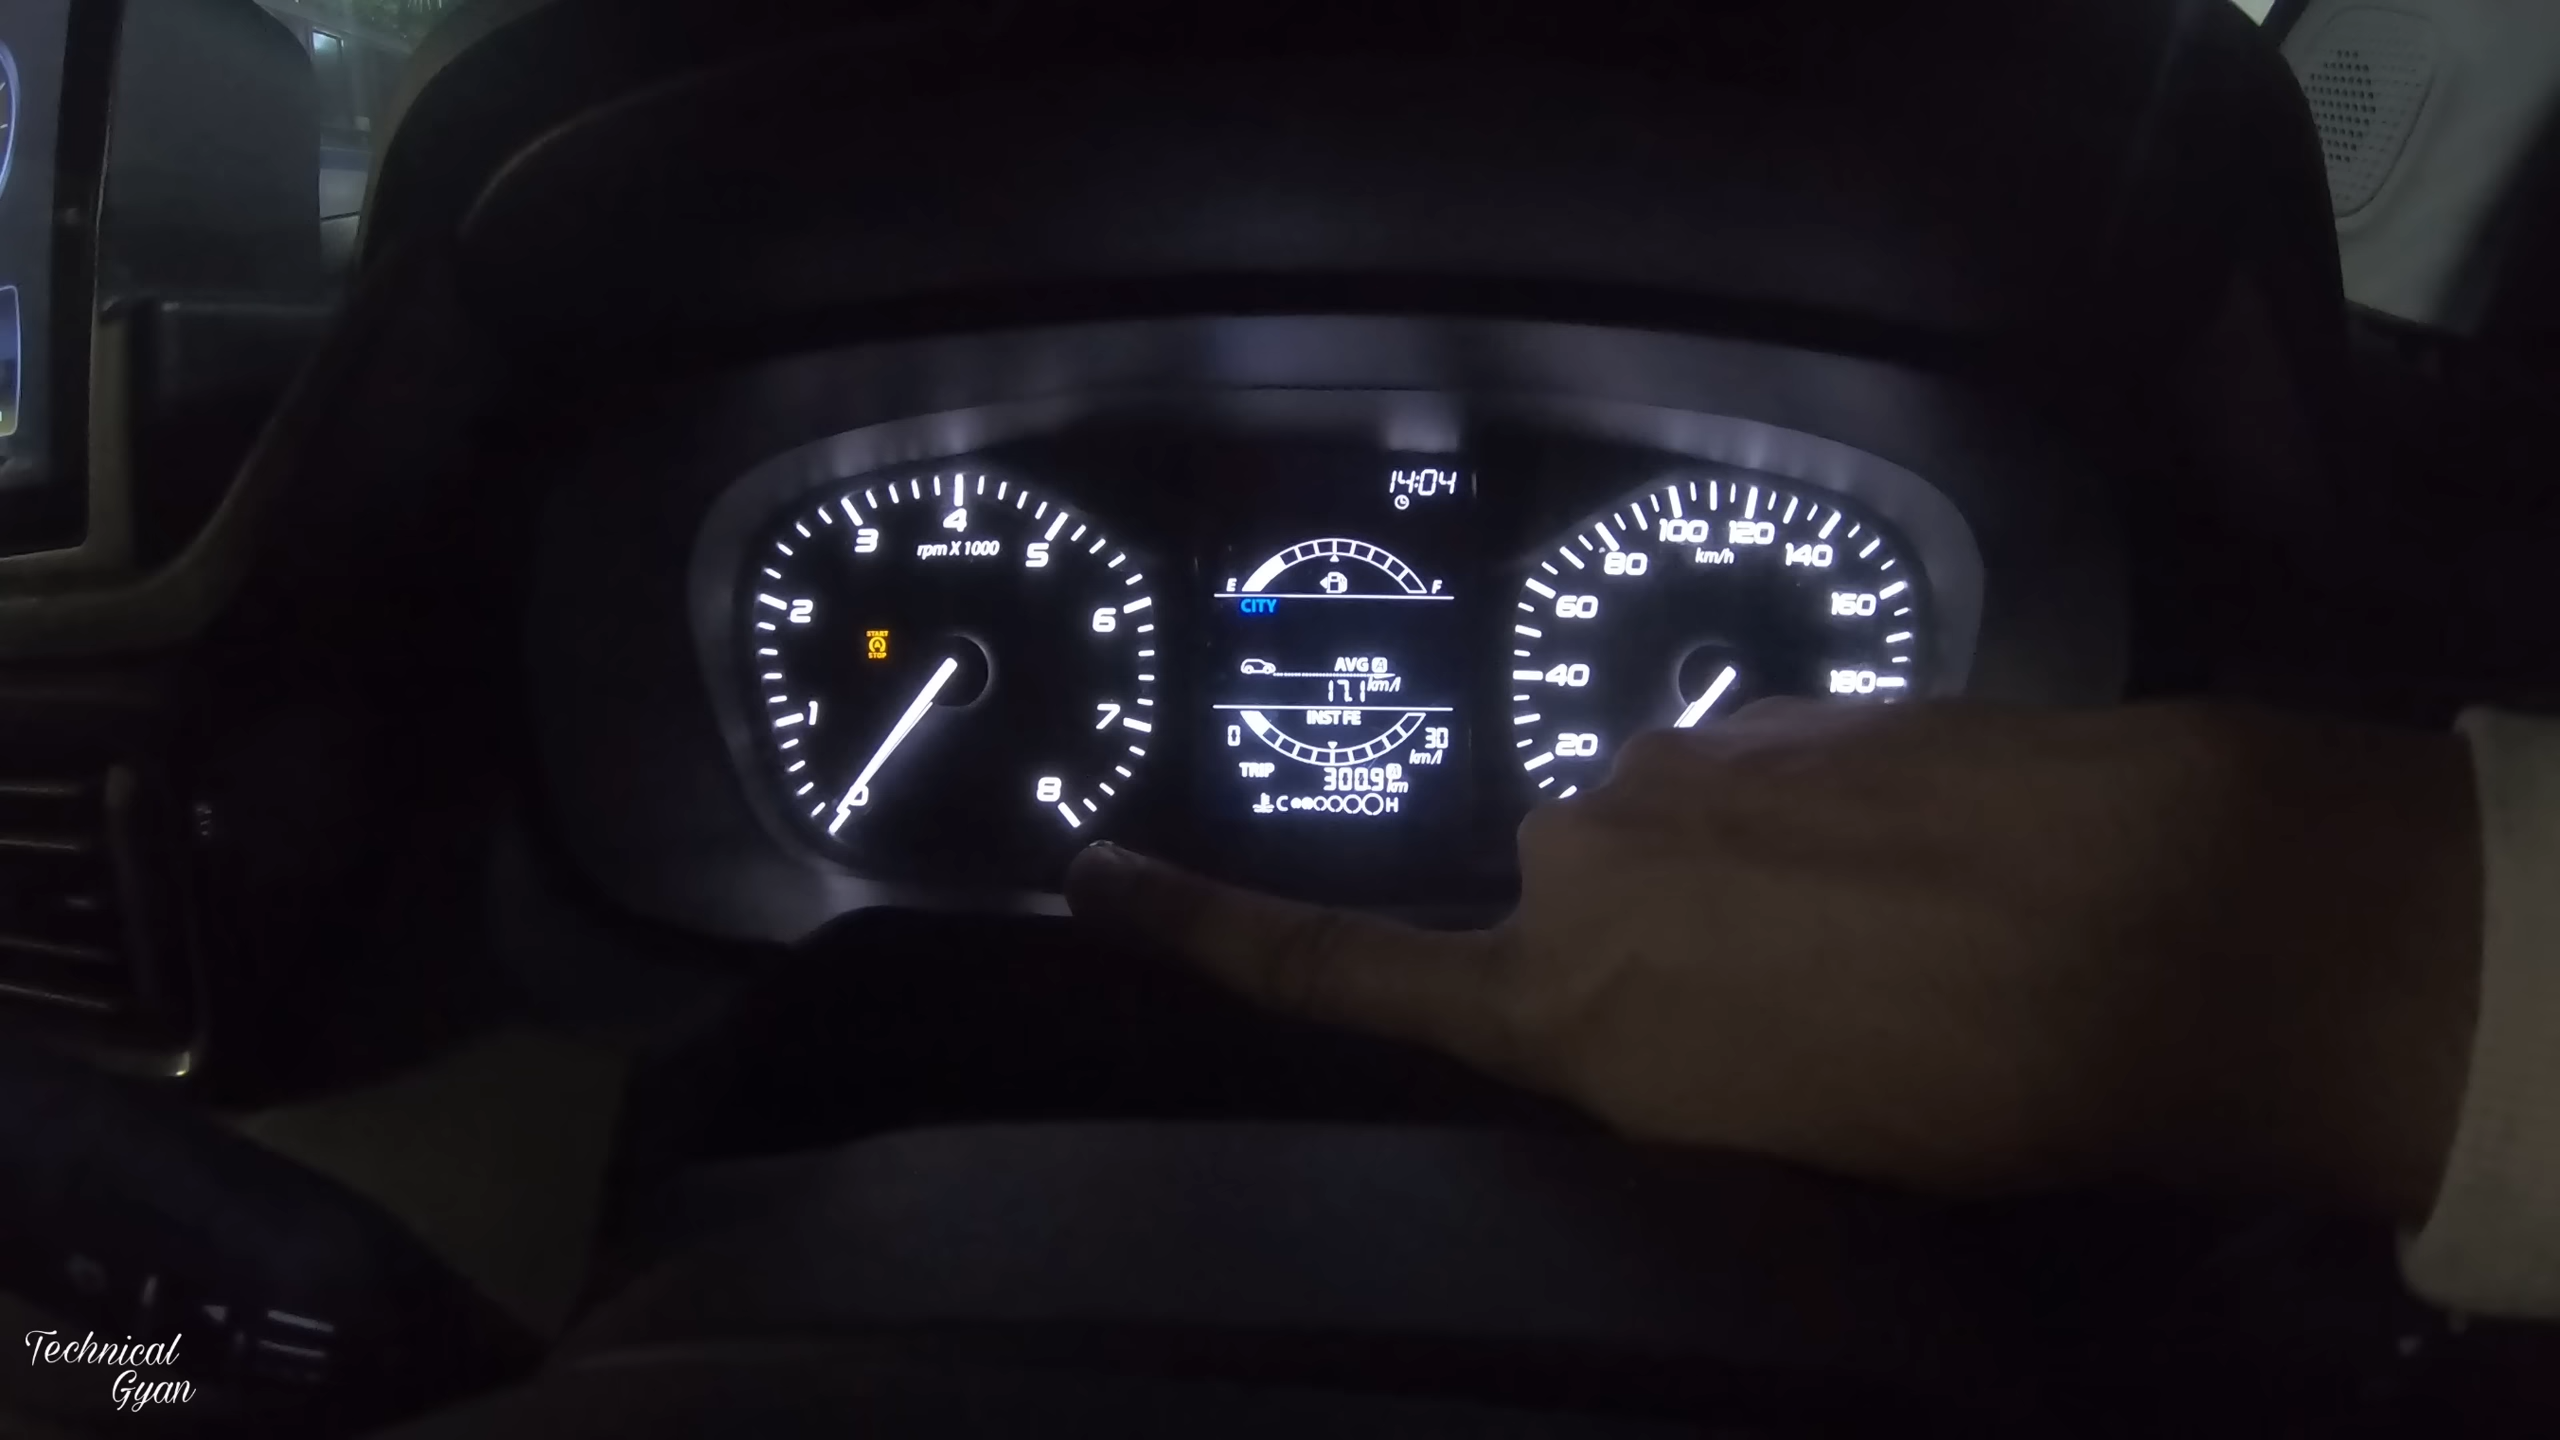 14:04
1
2
3
4
5
6
7
8
rpm X 1000
START
STOP
E
F
CITY
AVG A
17.1 km/l
INST FE
0
30
km/l
TRIP
300.9 A km
C
H
20
40
60
80
100
120
140
160
180
km/h
Technical
Gyan